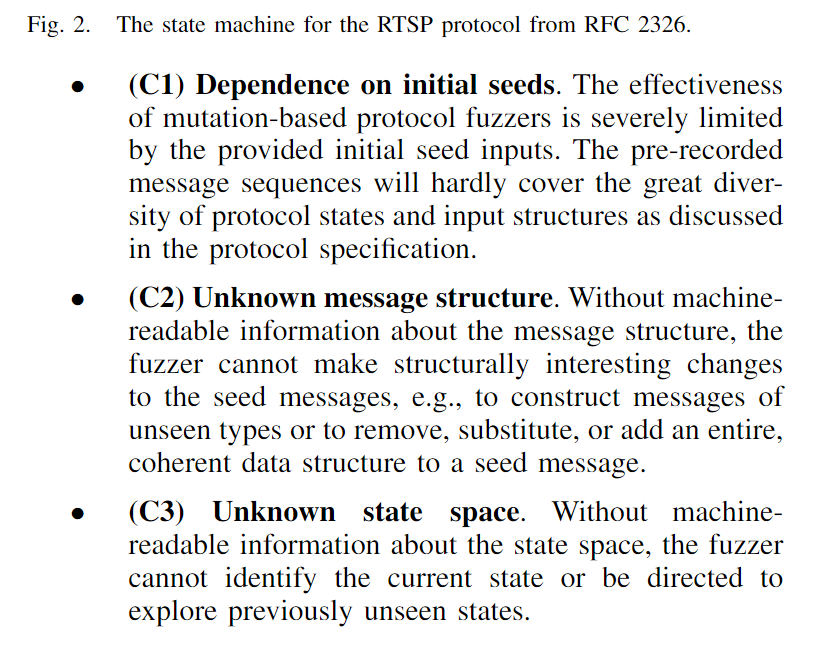 Fig. 2. The state machine for the RTSP protocol from RFC 2326.
• (C1) Dependence on initial seeds. The effectiveness
of mutation-based protocol fuzzers is severely limited
by the provided initial seed inputs. The pre-recorded
message sequences will hardly cover the great diver-
sity of protocol states and input structures as discussed
in the protocol specification.
• (C2) Unknown message structure. Without machine-
readable information about the message structure, the
fuzzer cannot make structurally interesting changes
to the seed messages, e.g., to construct messages of
unseen types or to remove, substitute, or add an entire,
coherent data structure to a seed message.
• (C3) Unknown state space. Without machine-
readable information about the state space, the fuzzer
cannot identify the current state or be directed to
explore previously unseen states.